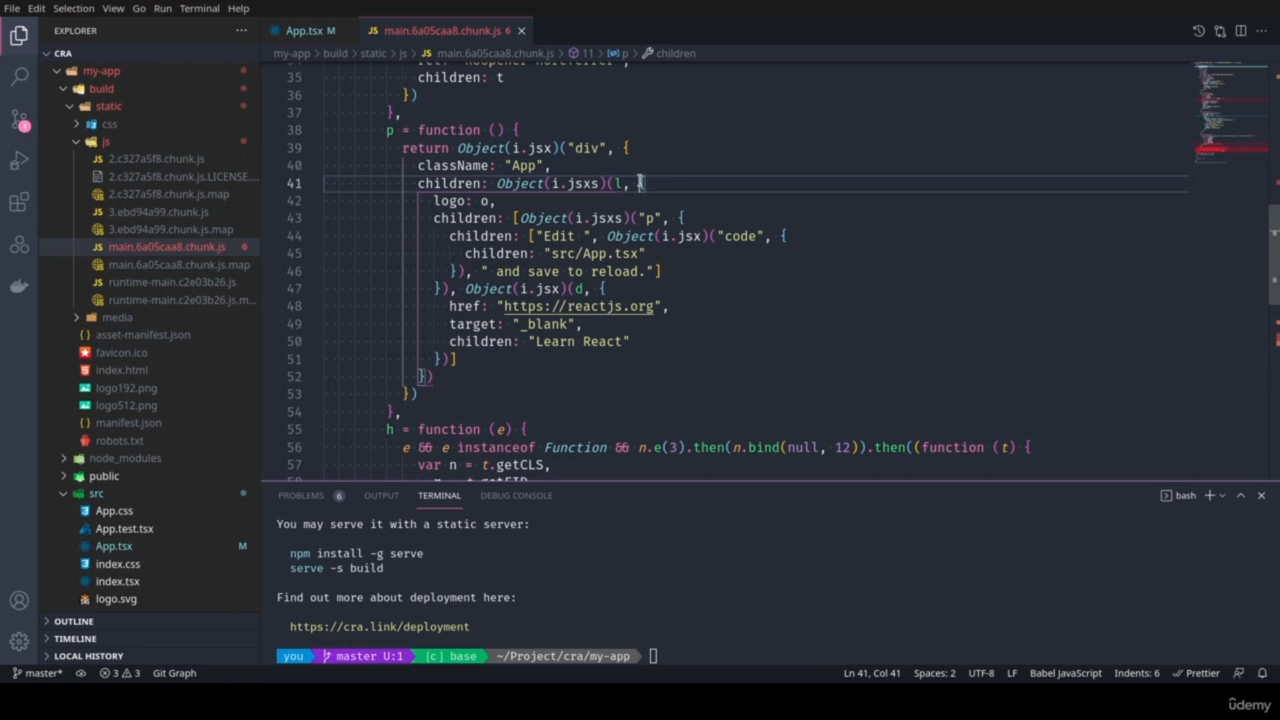 File Edit Selection View Go Run Terminal Help
EXPLORER ...
App.tsx M
JS main.6a05caa8.chunk.js 6 ×
my-app > build > static > js > JS main.6a05caa8.chunk.js > 11 > p > children
CRA
my-app
build
static
css
js
2.c327a5f8.chunk.js
2.c327a5f8.chunk.js.LICENSE....
2.c327a5f8.chunk.js.map
3.ebd94a99.chunk.js
3.ebd94a99.chunk.js.map
main.6a05caa8.chunk.js 6
main.6a05caa8.chunk.js.map
runtime-main.c2e03b26.js
runtime-main.c2e03b26.js.m...
media
asset-manifest.json
favicon.ico
index.html
logo192.png
logo512.png
manifest.json
robots.txt
node_modules
public
src
App.css
App.test.tsx
App.tsx M
index.css
index.tsx
logo.svg
OUTLINE
TIMELINE
LOCAL HISTORY
35 children: t
36 })
37 },
38 p = function () {
39 return Object(i.jsx)("div", {
40 className: "App",
41 children: Object(i.jsxs)(l, {
42 logo: o,
43 children: [Object(i.jsxs)("p", {
44 children: ["Edit ", Object(i.jsx)("code", {
45 children: "src/App.tsx"
46 }), " and save to reload."]
47 }), Object(i.jsx)(d, {
48 href: "https://reactjs.org",
49 target: "_blank",
50 children: "Learn React"
51 })]
52 })
53 })
54 },
55 h = function (e) {
56 e && e instanceof Function && n.e(3).then(n.bind(null, 12)).then((function (t) {
57 var n = t.getCLS,
PROBLEMS 6 OUTPUT TERMINAL DEBUG CONSOLE bash
You may serve it with a static server:
npm install -g serve
serve -s build
Find out more about deployment here:
https://cra.link/deployment
you master U:1 [c] base ~/Project/cra/my-app
master* 3 3 Git Graph Ln 41, Col 41 Spaces: 2 UTF-8 LF Babel JavaScript Indents: 6 Prettier
ûdemy